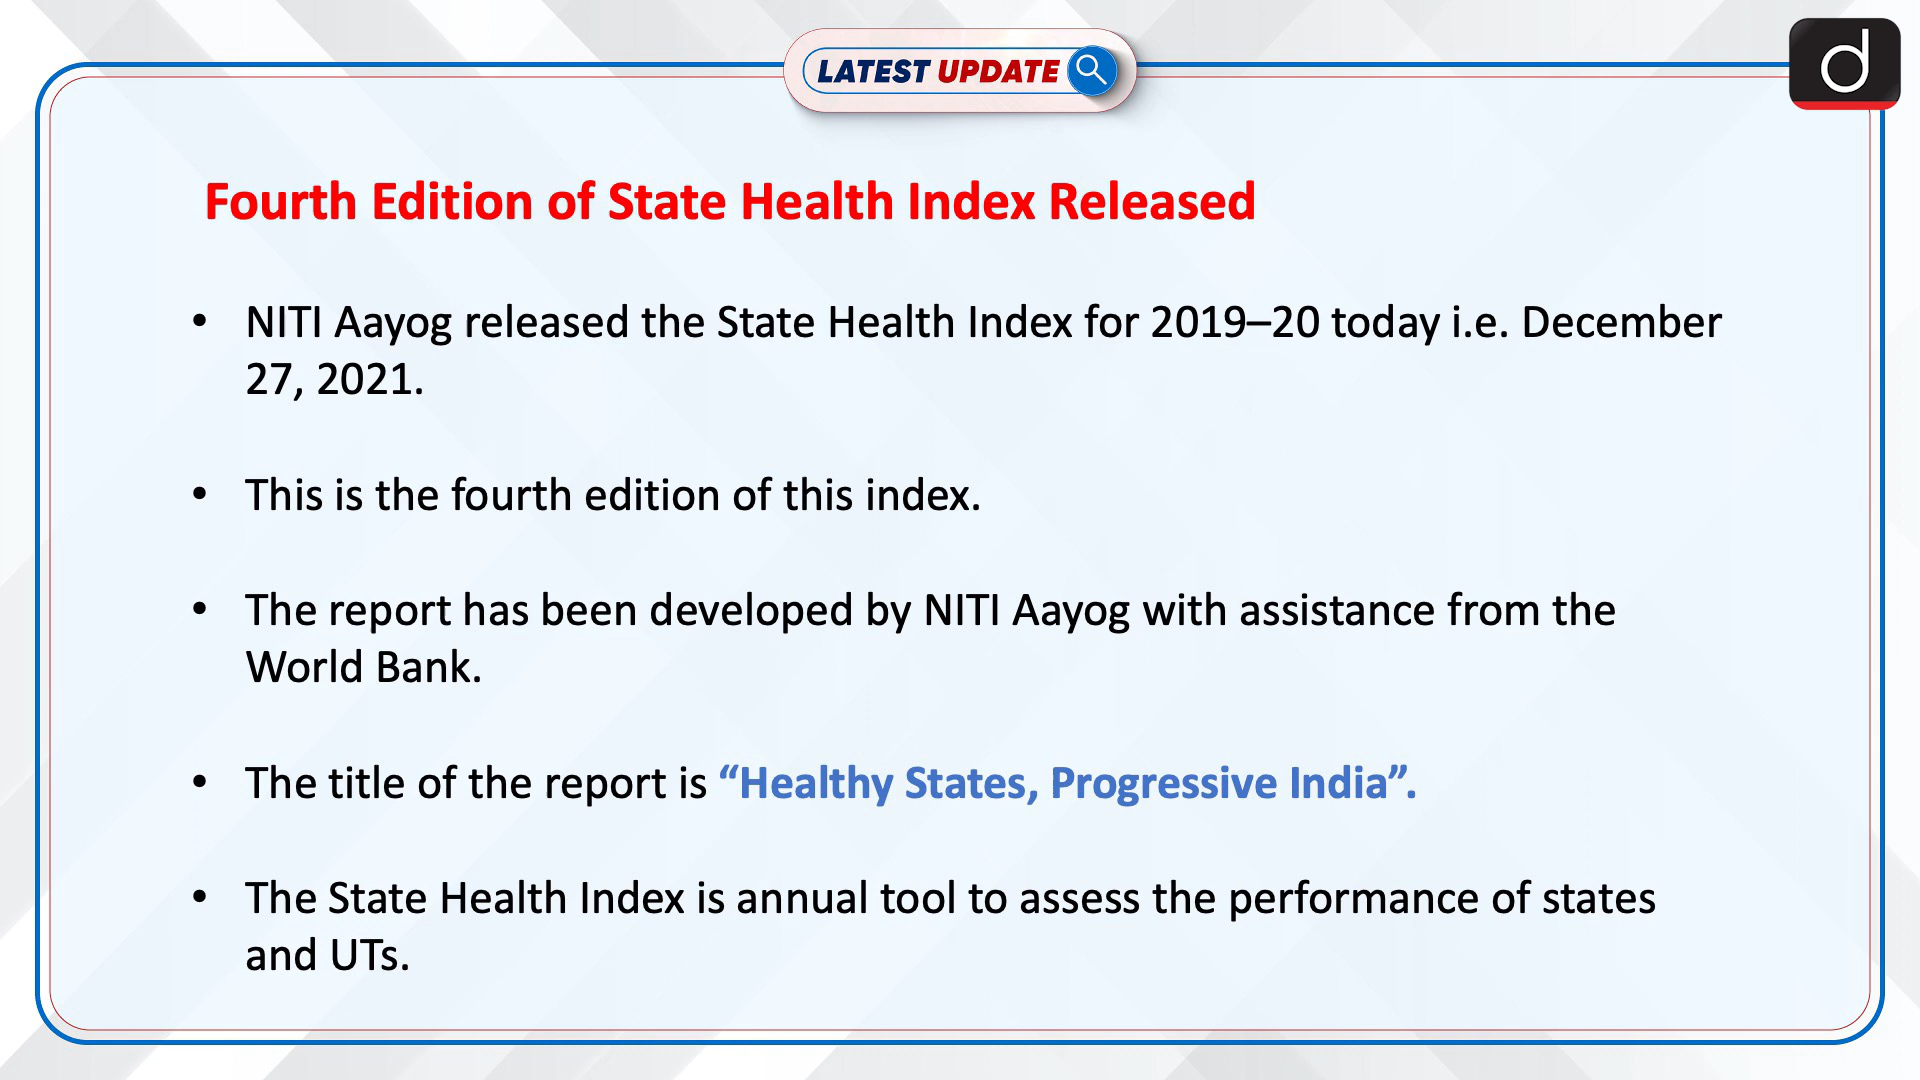 LATEST UPDATE
d
Fourth Edition of State Health Index Released
• NITI Aayog released the State Health Index for 2019–20 today i.e. December
27, 2021.
• This is the fourth edition of this index.
• The report has been developed by NITI Aayog with assistance from the
World Bank.
• The title of the report is “Healthy States, Progressive India”.
• The State Health Index is annual tool to assess the performance of states
and UTs.